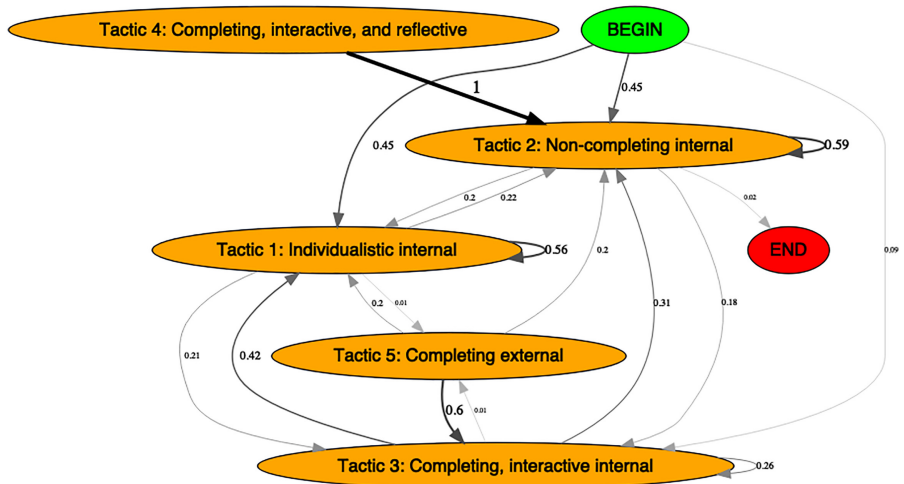 Tactic 4: Completing, interactive, and reflective
BEGIN
1
0.45
Tactic 2: Non-completing internal
0.59
0.45
0.2
0.22
0.02
Tactic 1: Individualistic internal
0.56
0.2
END
0.09
0.2
0.01
0.31
0.18
0.21
0.42
Tactic 5: Completing external
0.6
0.01
Tactic 3: Completing, interactive internal
0.26